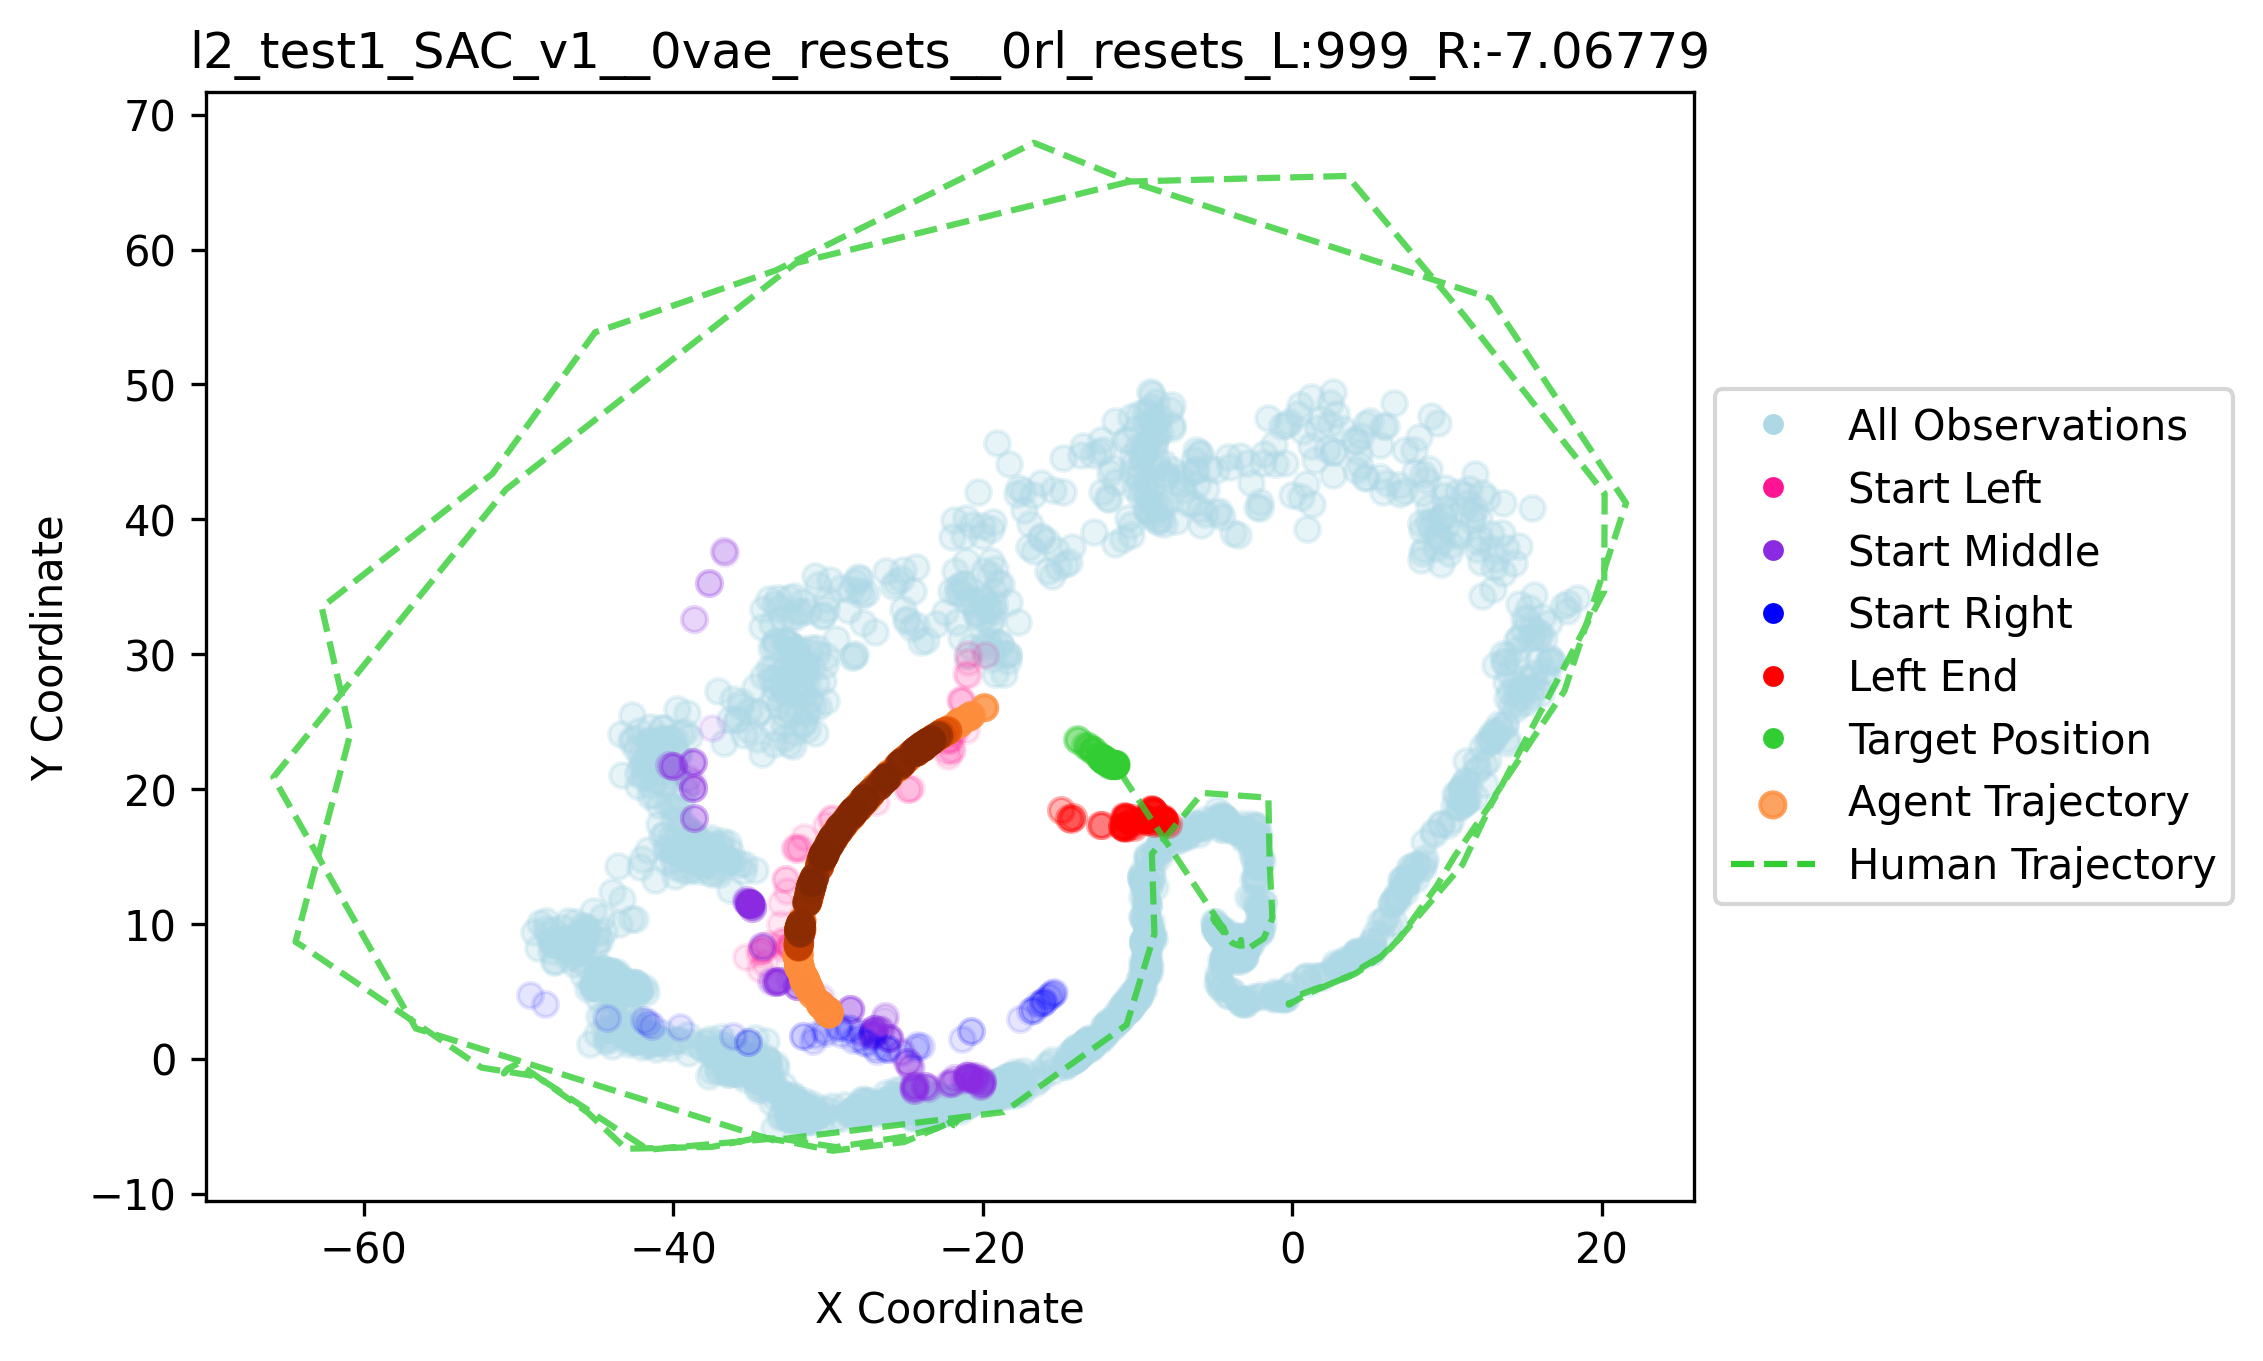 l2_test1_SAC_v1__0vae_resets__0rl_resets_L:999_R:-7.06779
70
60
50
40
30
20
10
0
−10
Y Coordinate
−60
−40
−20
0
20
X Coordinate
All Observations
Start Left
Start Middle
Start Right
Left End
Target Position
Agent Trajectory
Human Trajectory